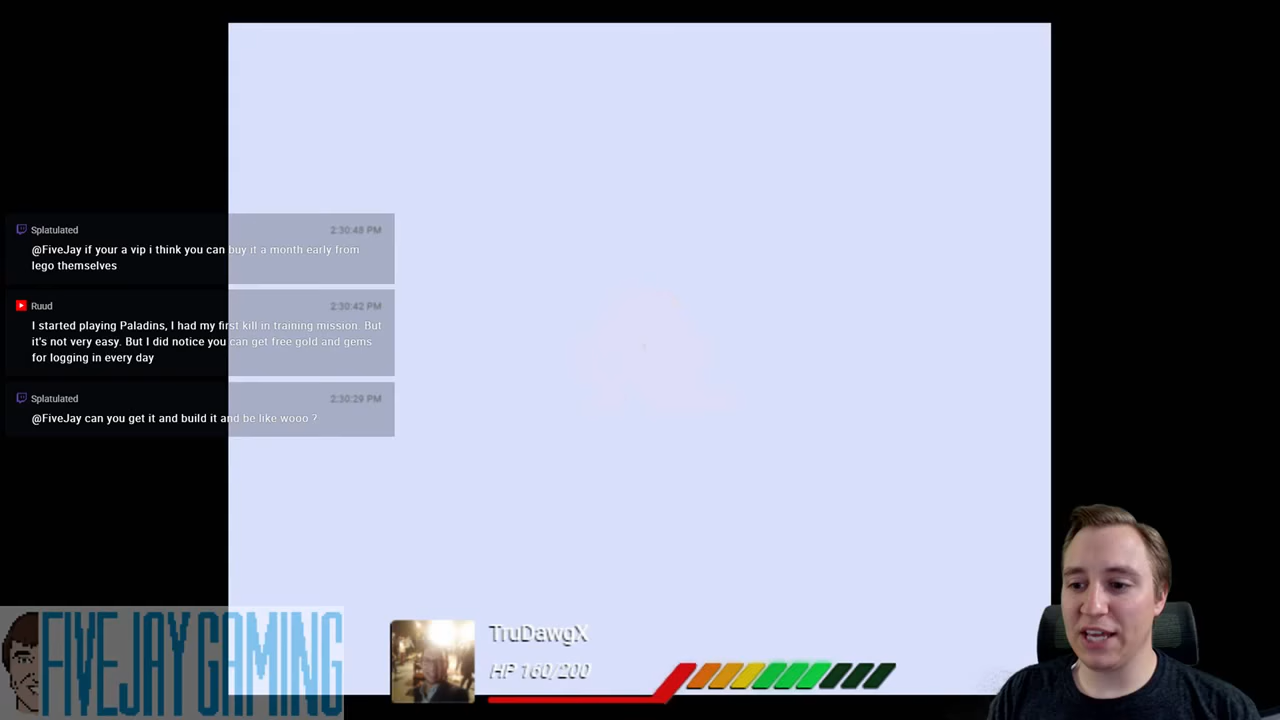 Splatulated 2:30:48 PM
@FiveJay if your a vip i think you can buy it a month early from
lego themselves
Ruud 2:30:42 PM
I started playing Paladins, I had my first kill in training mission. But
it's not very easy. But I did notice you can get free gold and gems
for logging in every day
Splatulated 2:30:29 PM
@FiveJay can you get it and build it and be like wooo ?
FIVEJAY GAMING
TruDawgX
HP 160/200